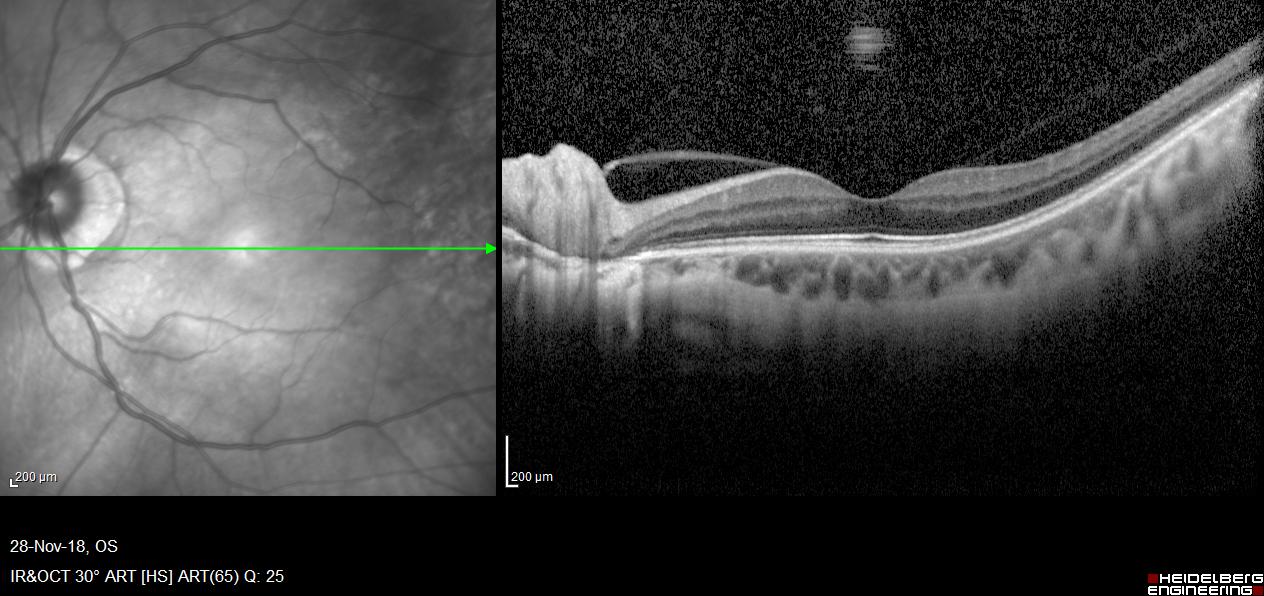 200 µm
200 µm
28-Nov-18, OS
IR&OCT 30° ART [HS] ART(65) Q: 25
HEIDELBERG
ENGINEERING